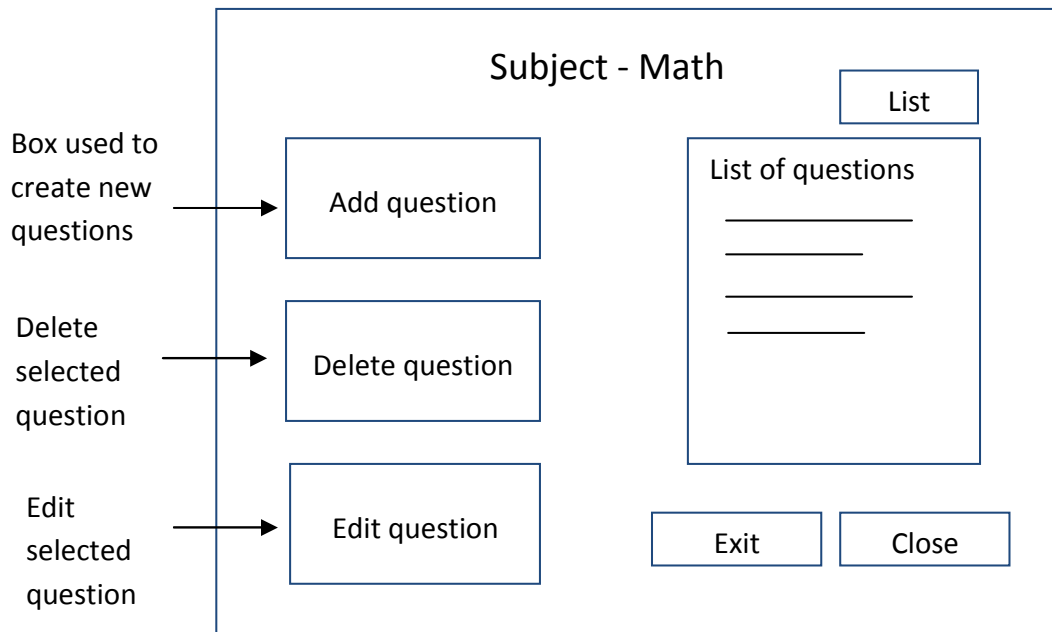 Subject - Math
List
Box used to
create new
questions
Add question
List of questions
Delete
selected
question
Delete question
Edit
selected
question
Edit question
Exit
Close